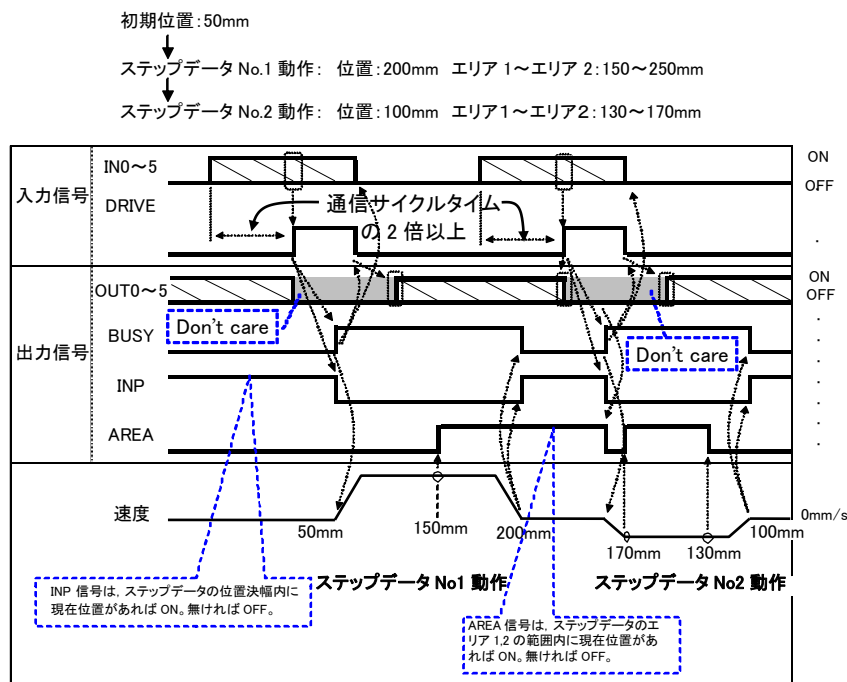 初期位置:50mm
ステップデータ No.1 動作: 位置:200mm エリア 1～エリア 2:150～250mm
ステップデータ No.2 動作: 位置:100mm エリア1～エリア2:130～170mm
入力信号
IN0～5
ON
OFF
DRIVE
通信サイクルタイム
の 2 倍以上
.
出力信号
OUT0～5
ON
OFF
Don't care
Don't care
BUSY
.
.
INP
.
.
AREA
.
.
速度
0mm/s
50mm
150mm
200mm
170mm
130mm
100mm
ステップデータ No1 動作
ステップデータ No2 動作
INP 信号は, ステップデータの位置決幅内に
現在位置があれば ON。無ければ OFF。
AREA 信号は, ステップデータのエ
リア 1,2 の範囲内に現在位置があ
れば ON。無ければ OFF。